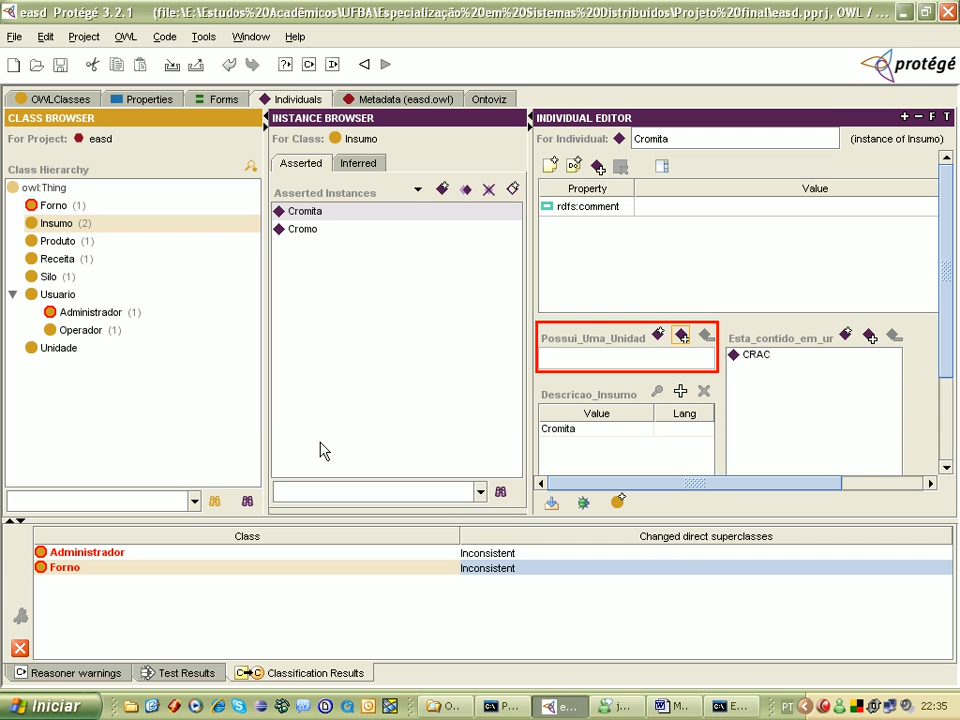 easd Protégé 3.2.1 (file:\E:\Estudos%20Acadêmicos\UFBA\Especialização%20em%20Sistemas%20Distribuidos\Projeto%20final\easd.pprj, OWL / ...
File Edit Project OWL Code Tools Window Help
protégé
OWLClasses Properties Forms Individuals Metadata (easd.owl) Ontoviz
CLASS BROWSER
For Project: easd
Class Hierarchy
owl:Thing
Forno (1)
Insumo (2)
Produto (1)
Receita (1)
Silo (1)
Usuario
Administrador (1)
Operador (1)
Unidade
INSTANCE BROWSER
For Class: Insumo
Asserted Inferred
Asserted Instances
Cromita
Cromo
INDIVIDUAL EDITOR + − F T
For Individual: Cromita (instance of Insumo)
Property Value
rdfs:comment
Possui_Uma_Unidad
Esta_contido_em_ur
CRAC
Descricao_Insumo
Value Lang
Cromita
Class Changed direct superclasses
Administrador Inconsistent
Forno Inconsistent
Reasoner warnings Test Results Classification Results
Iniciar O... P... e... j... M... E... PT 22:35